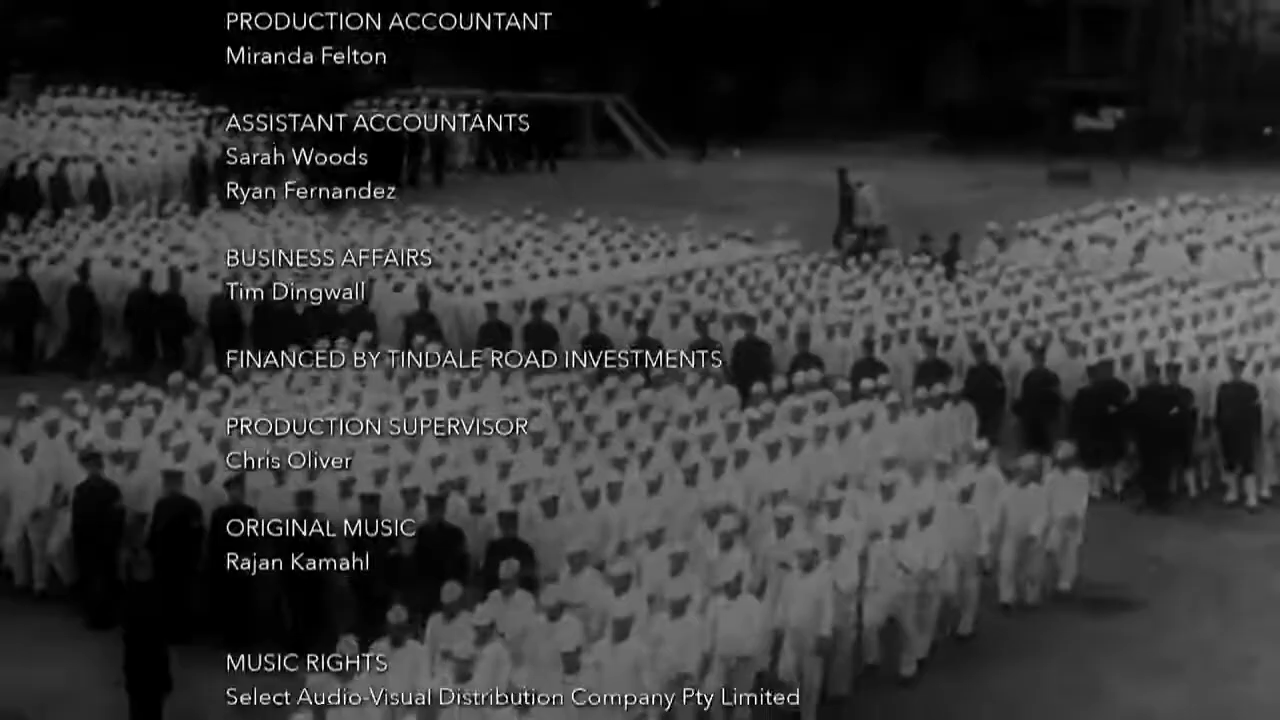 PRODUCTION ACCOUNTANT
Miranda Felton
ASSISTANT ACCOUNTANTS
Sarah Woods
Ryan Fernandez
BUSINESS AFFAIRS
Tim Dingwall
FINANCED BY TINDALE ROAD INVESTMENTS
PRODUCTION SUPERVISOR
Chris Oliver
ORIGINAL MUSIC
Rajan Kamahl
MUSIC RIGHTS
Select Audio-Visual Distribution Company Pty Limited